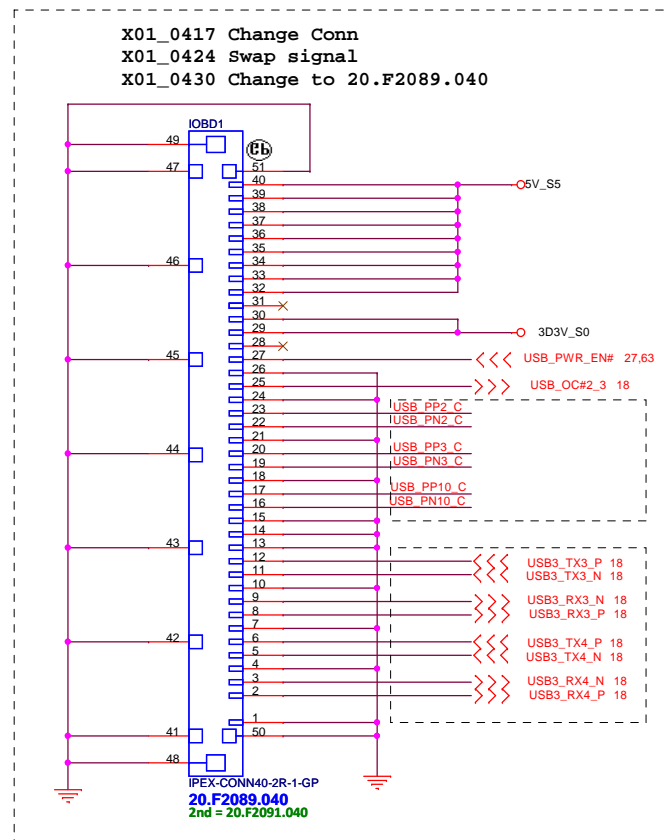 X01_0417 Change Conn
X01_0424 Swap signal
X01_0430 Change to 20.F2089.040
IOBD1
49
47 51
40 5V_S5
39
38
37
36
35
46 34
33
32
31
30
29 3D3V_S0
28
45 27 USB_PWR_EN# 27,63
26
25 USB_OC#2_3 18
24
23 USB_PP2_C
22 USB_PN2_C
21
44 20 USB_PP3_C
19 USB_PN3_C
18
17 USB_PP10_C
16 USB_PN10_C
15
14
43 13
12 USB3_TX3_P 18
11 USB3_TX3_N 18
10
9 USB3_RX3_N 18
8 USB3_RX3_P 18
7
42 6 USB3_TX4_P 18
5 USB3_TX4_N 18
4
3 USB3_RX4_N 18
2 USB3_RX4_P 18
1
41 50
48
IPEX-CONN40-2R-1-GP
20.F2089.040
2nd = 20.F2091.040